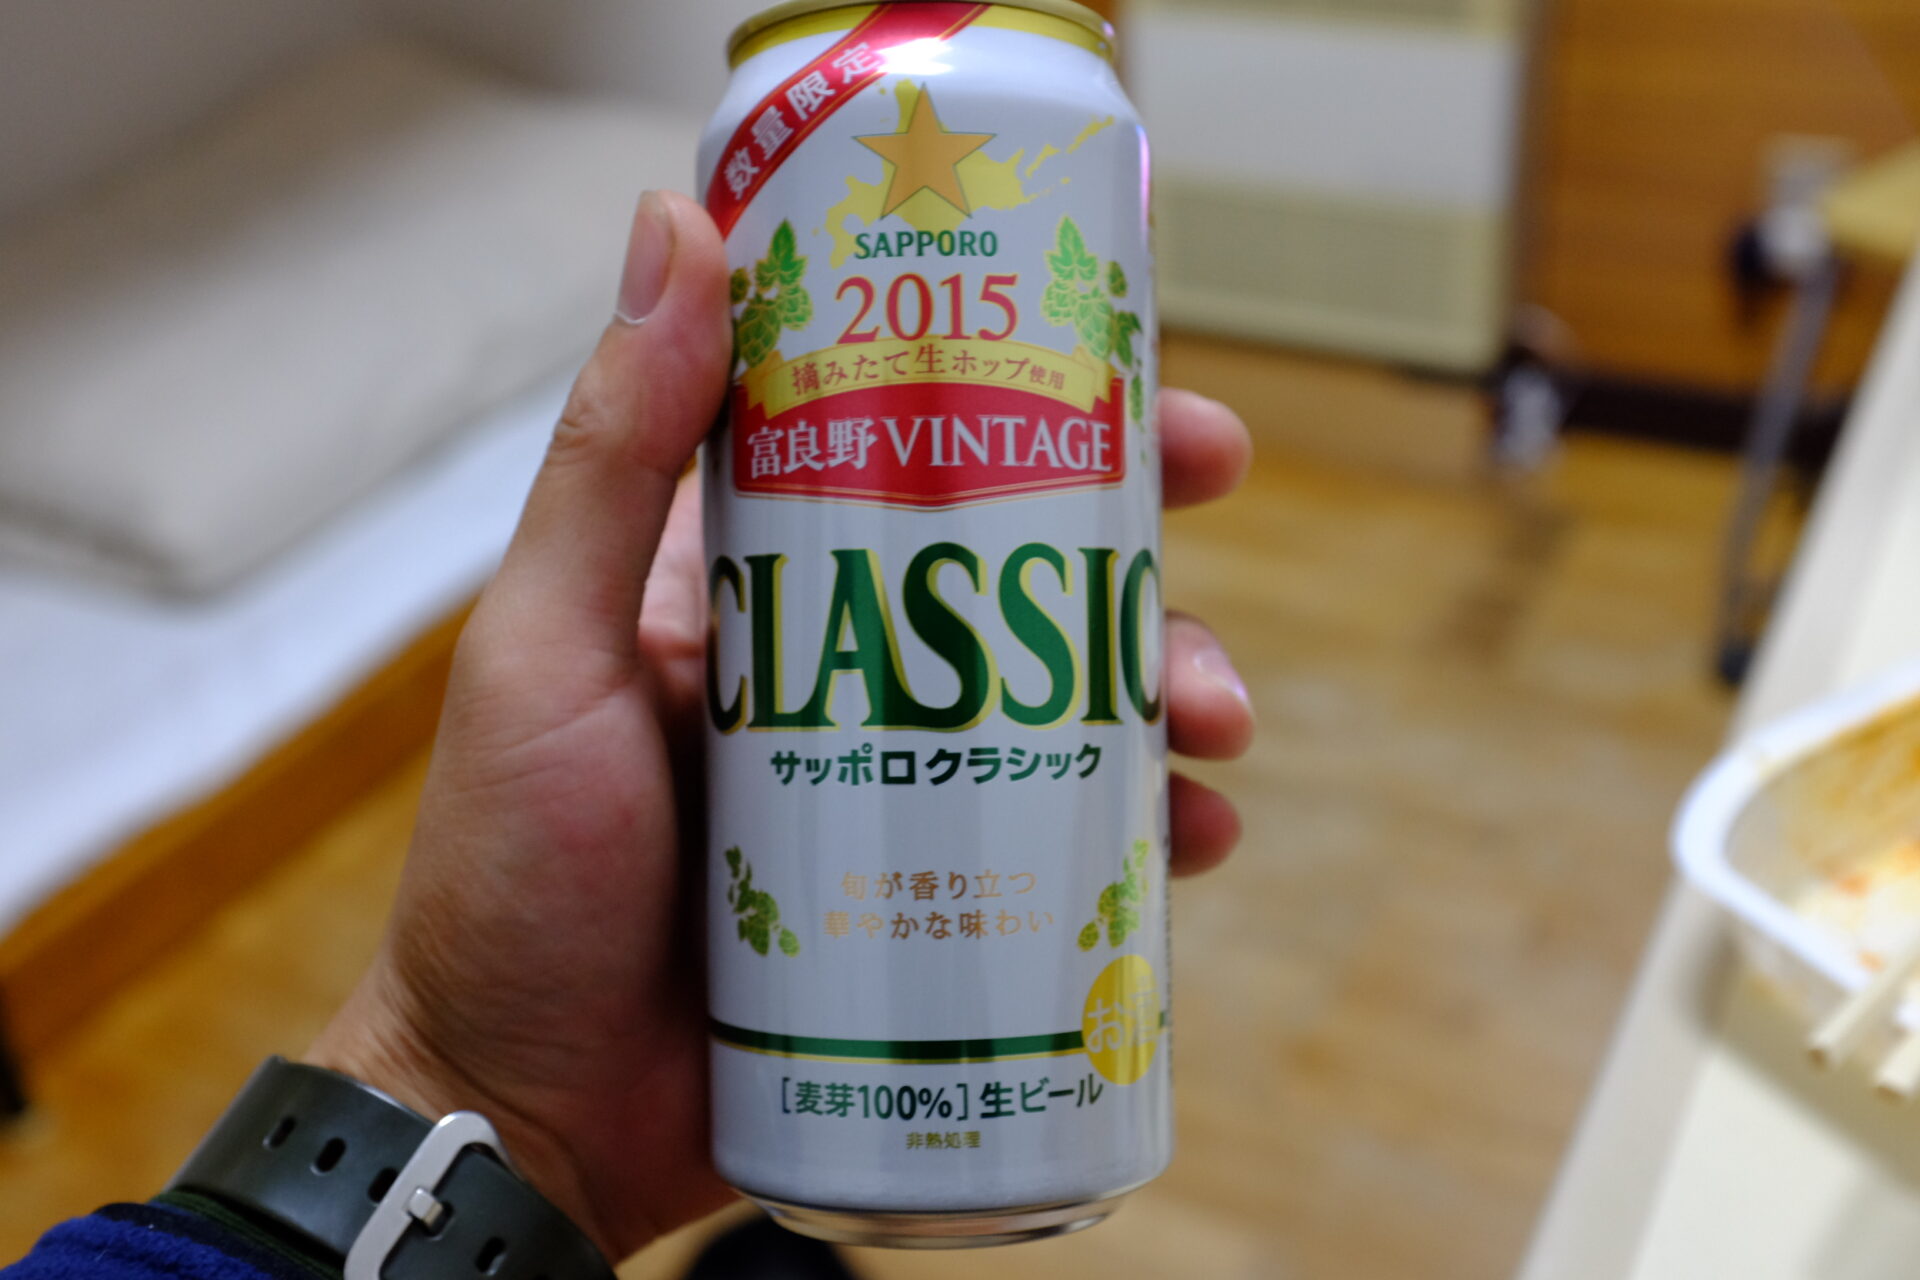 数量限定
SAPPORO
2015
摘みたて生ホップ使用
富良野VINTAGE
CLASSIC
サッポロクラシック
旬が香り立つ
華やかな味わい
お酒
[麦芽100%]生ビール
非熱処理